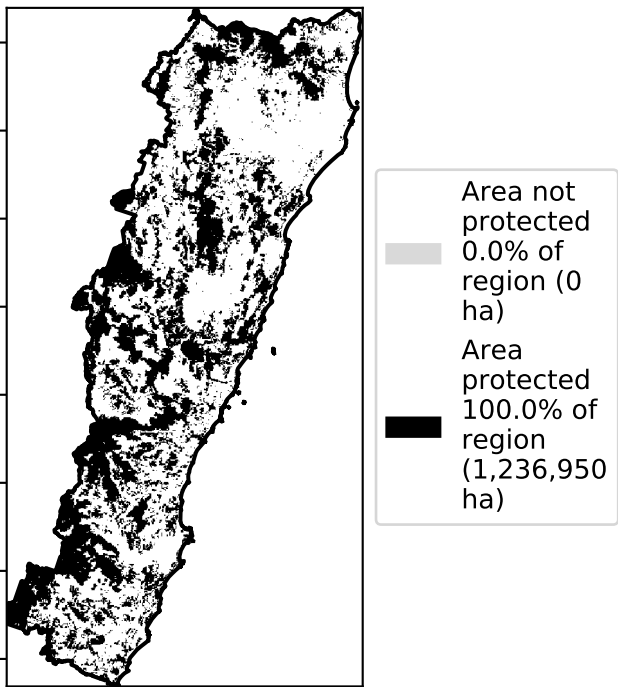 Area not
protected
0.0% of
region (0
ha)
Area
protected
100.0% of
region
(1,236,950
ha)